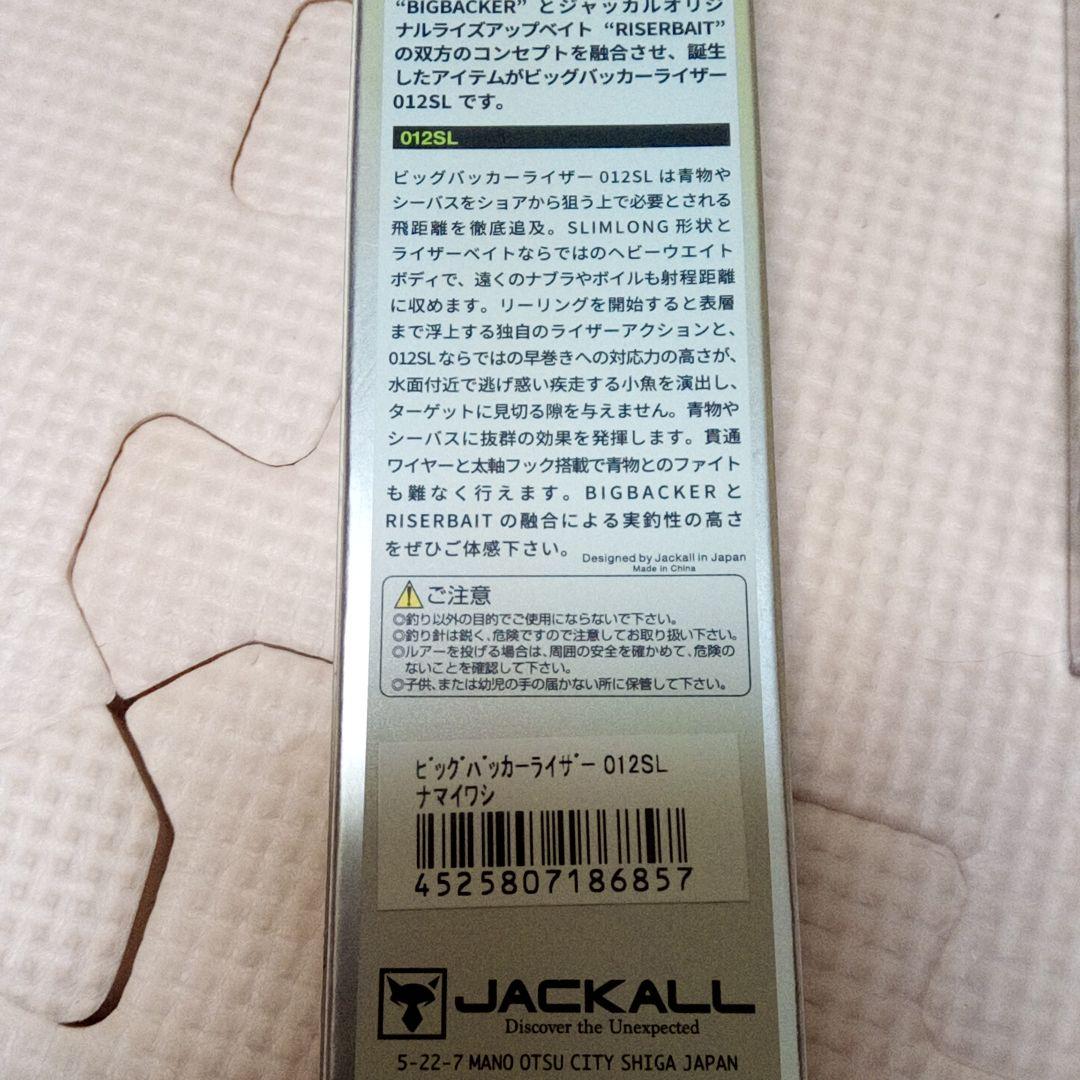 “BIGBACKER” とジャッカルオリジ
ナルライズアップベイト “RISERBAIT”
の双方のコンセプトを融合させ、誕生
したアイテムがビッグバッカーライザー
012SL です。
012SL
ビッグバッカーライザー 012SL は青物や
シーバスをショアから狙う上で必要とされる
飛距離を徹底追及。SLIMLONG 形状と
ライザーベイトならではのヘビーウエイト
ボディで、遠くのナブラやボイルも射程距離
に収めます。リーリングを開始すると表層
まで浮上する独自のライザーアクションと、
012SLならではの早巻きへの対応力の高さが、
水面付近で逃げ惑い疾走する小魚を演出し、
ターゲットに見切る隙を与えません。青物や
シーバスに抜群の効果を発揮します。貫通
ワイヤーと太軸フック搭載で青物とのファイト
も難なく行えます。BIGBACKER と
RISERBAIT の融合による実釣性の高さ
をぜひご体感下さい。
Designed by Jackall in Japan
Made in China
ご注意
◎釣り以外の目的でご使用にならないで下さい。
◎釣り針は鋭く、危険ですので注意してお取り扱い下さい。
◎ルアーを投げる場合は、周囲の安全を確かめて、危険の
ないことを確認して下さい。
◎子供、または幼児の手の届かない所に保管して下さい。
ﾋﾞｯｸﾞﾊﾞｯｶｰﾗｲｻﾞｰ 012SL
ナマイワシ
4525807186857
JACKALL
Discover the Unexpected
5-22-7 MANO OTSU CITY SHIGA JAPAN